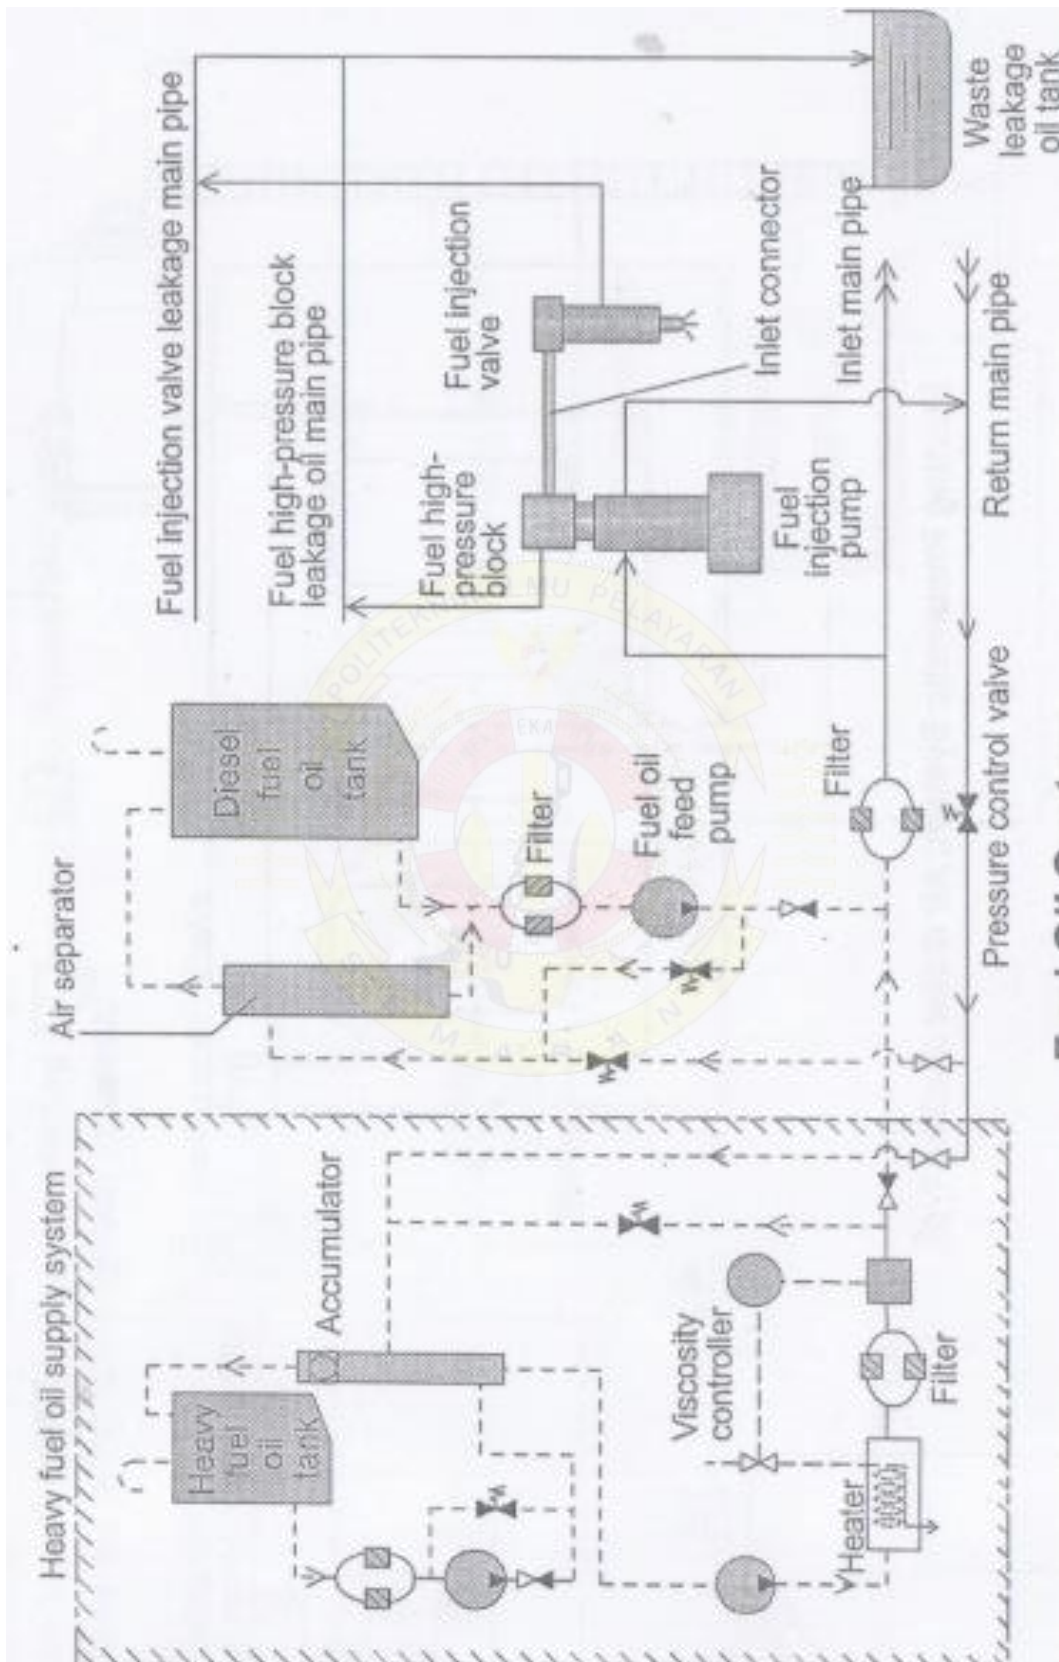 Heavy fuel oil supply system
Heavy
fuel
oil
tank
Accumulator
Viscosity
controller
Heater
Filter
Air separator
Diesel
fuel
oil
tank
Filter
Fuel oil
feed
pump
Filter
Pressure control valve
Fuel injection valve leakage main pipe
Fuel high-pressure block
leakage oil main pipe
Fuel high-
pressure
block
Fuel injection
valve
Fuel
injection
pump
Inlet connector
Inlet main pipe
Return main pipe
Waste
leakage
oil tank
POLITEKNIK ILMU PELAYARAN